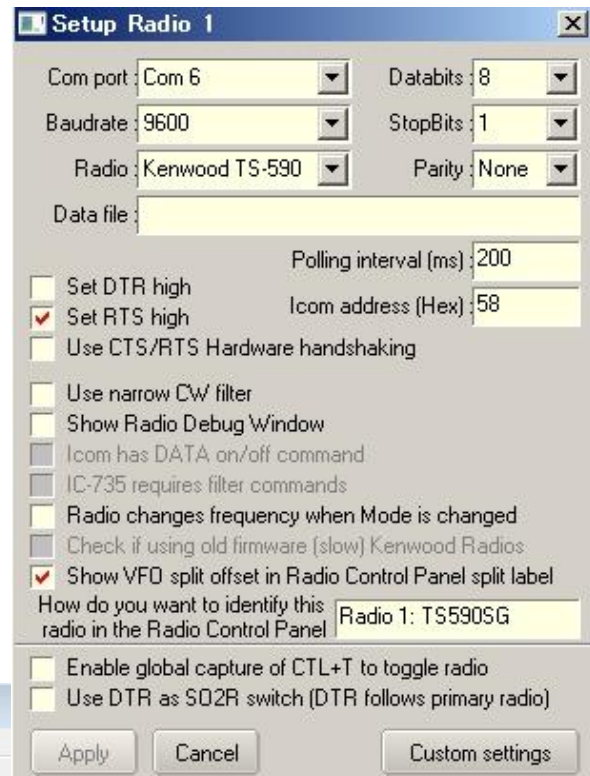 Setup Radio 1
Com port : Com 6 Databits : 8
Baudrate : 9600 StopBits : 1
Radio : Kenwood TS-590 Parity : None
Data file :
Polling interval (ms) : 200
Set DTR high
Icom address (Hex) : 58
Set RTS high
Use CTS/RTS Hardware handshaking
Use narrow CW filter
Show Radio Debug Window
Icom has DATA on/off command
IC-735 requires filter commands
Radio changes frequency when Mode is changed
Check if using old firmware (slow) Kenwood Radios
Show VFO split offset in Radio Control Panel split label
How do you want to identify this
radio in the Radio Control Panel Radio 1: TS590SG
Enable global capture of CTL+T to toggle radio
Use DTR as SO2R switch (DTR follows primary radio)
Apply Cancel Custom settings